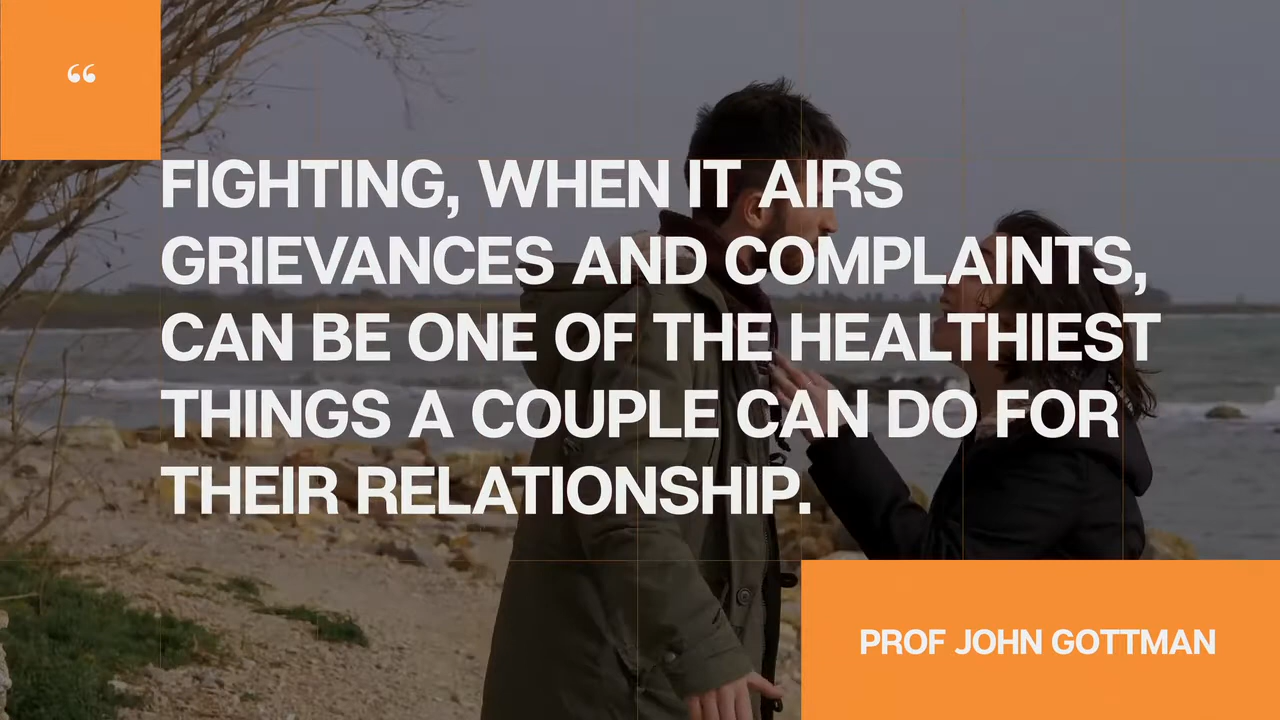 “
FIGHTING, WHEN IT AIRS
GRIEVANCES AND COMPLAINTS,
CAN BE ONE OF THE HEALTHIEST
THINGS A COUPLE CAN DO FOR
THEIR RELATIONSHIP.
PROF JOHN GOTTMAN